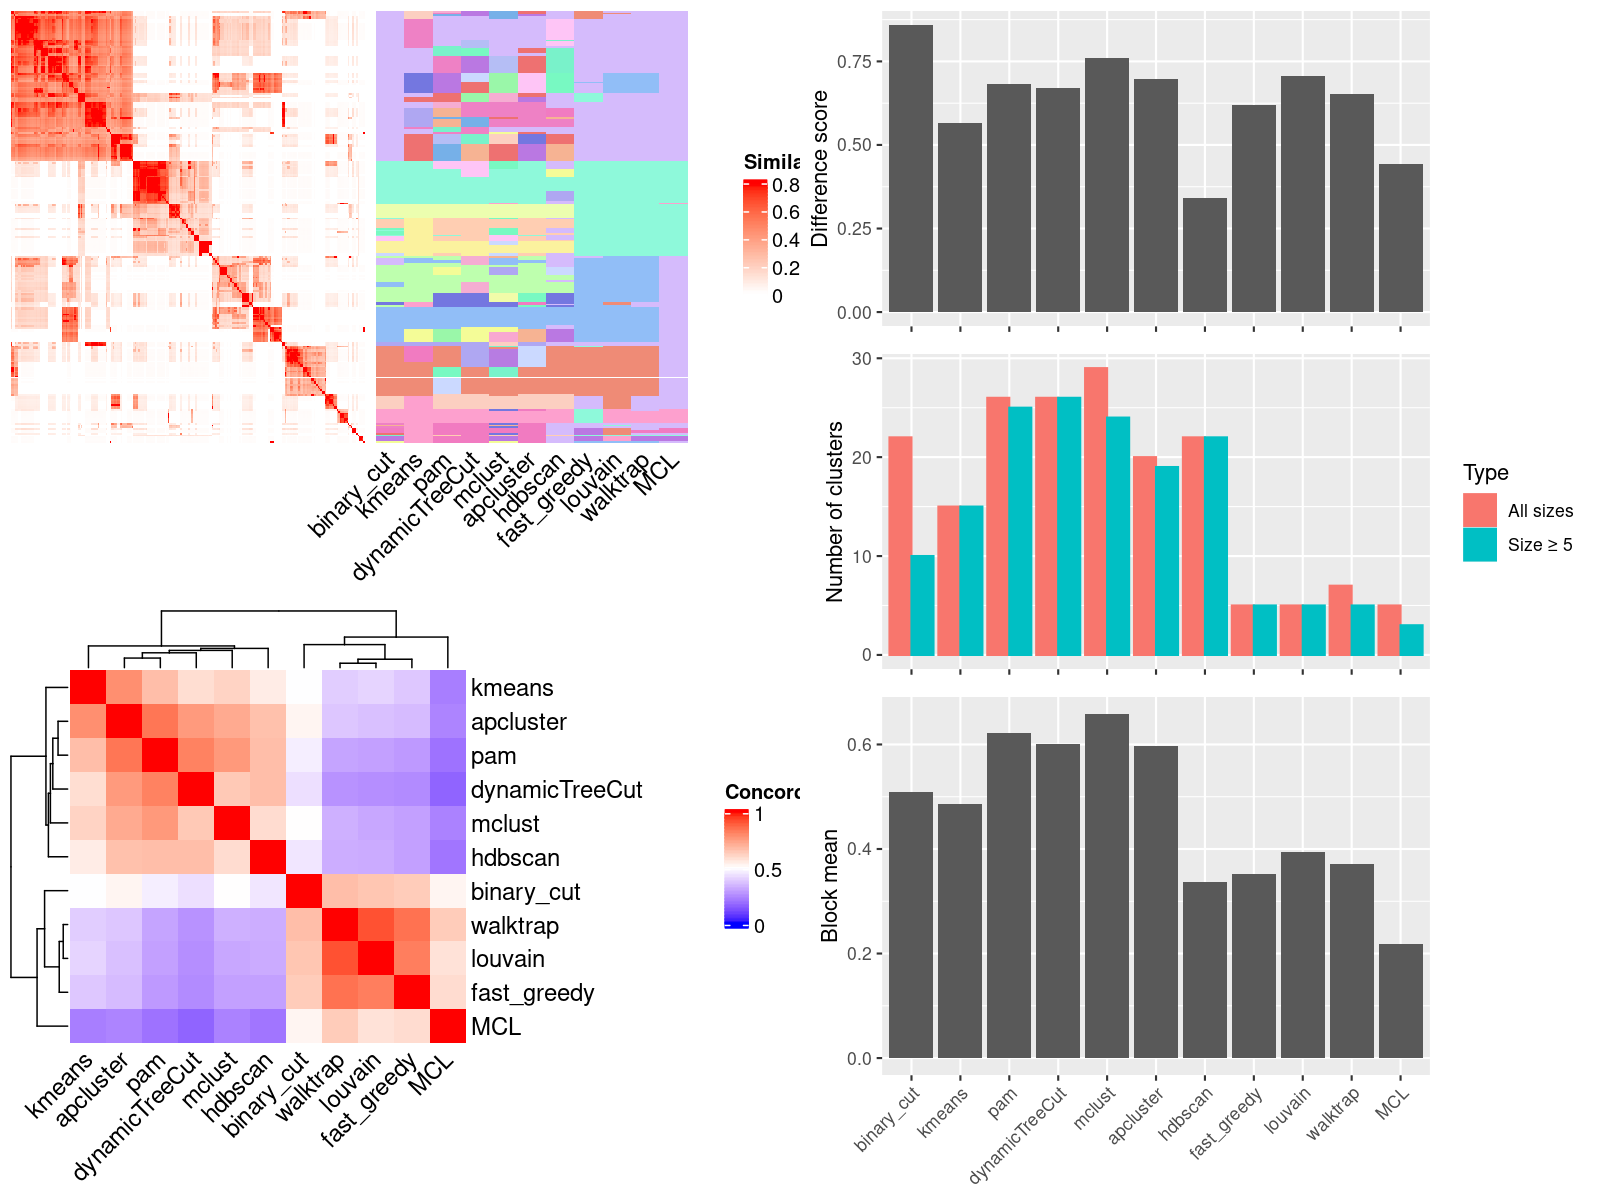 Simila
0.8
0.6
0.4
0.2
0
binary_cut
kmeans
pam
dynamicTreeCut
mclust
apcluster
hdbscan
fast_greedy
louvain
walktrap
MCL
kmeans
apcluster
pam
dynamicTreeCut
mclust
hdbscan
binary_cut
walktrap
louvain
fast_greedy
MCL
kmeans
apcluster
pam
dynamicTreeCut
mclust
hdbscan
binary_cut
walktrap
louvain
fast_greedy
MCL
Concord
1
0.5
0
Difference score
0.75
0.50
0.25
0.00
Number of clusters
30
20
10
0
Type
All sizes
Size ≥ 5
Block mean
0.6
0.4
0.2
0.0
binary_cut
kmeans
pam
dynamicTreeCut
mclust
apcluster
hdbscan
fast_greedy
louvain
walktrap
MCL